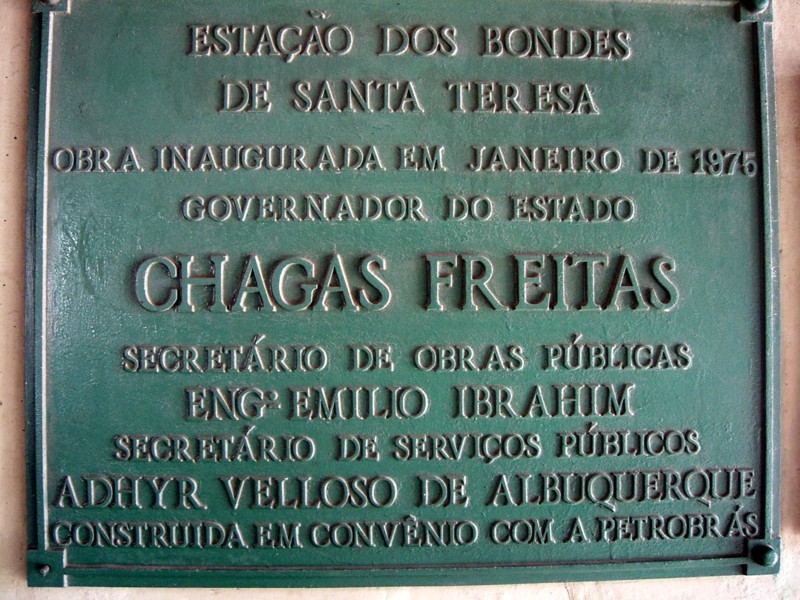 ESTAÇÃO DOS BONDES
DE SANTA TERESA
OBRA INAUGURADA EM JANEIRO DE 1975
GOVERNADOR DO ESTADO
CHAGAS FREITAS
SECRETÁRIO DE OBRAS PÚBLICAS
ENGº EMILIO IBRAHIM
SECRETÁRIO DE SERVIÇOS PÚBLICOS
ADHYR VELLOSO DE ALBUQUERQUE
CONSTRUIDA EM CONVÊNIO COM A PETROBRÁS